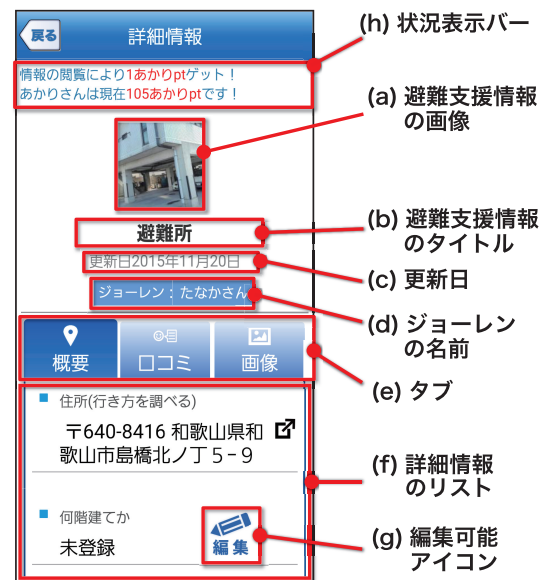 戻る
詳細情報
情報の閲覧により1あかりptゲット！
あかりさんは現在105あかりptです！
避難所
更新日2015年11月20日
ジョーレン： たなかさん
概要
口コミ
画像
住所(行き方を調べる)
〒640-8416 和歌山県和
歌山市島橋北ノ丁５−９
何階建てか
未登録
編集
(h) 状況表示バー
(a) 避難支援情報
の画像
(b) 避難支援情報
のタイトル
(c) 更新日
(d) ジョーレン
の名前
(e) タブ
(f) 詳細情報
のリスト
(g) 編集可能
アイコン